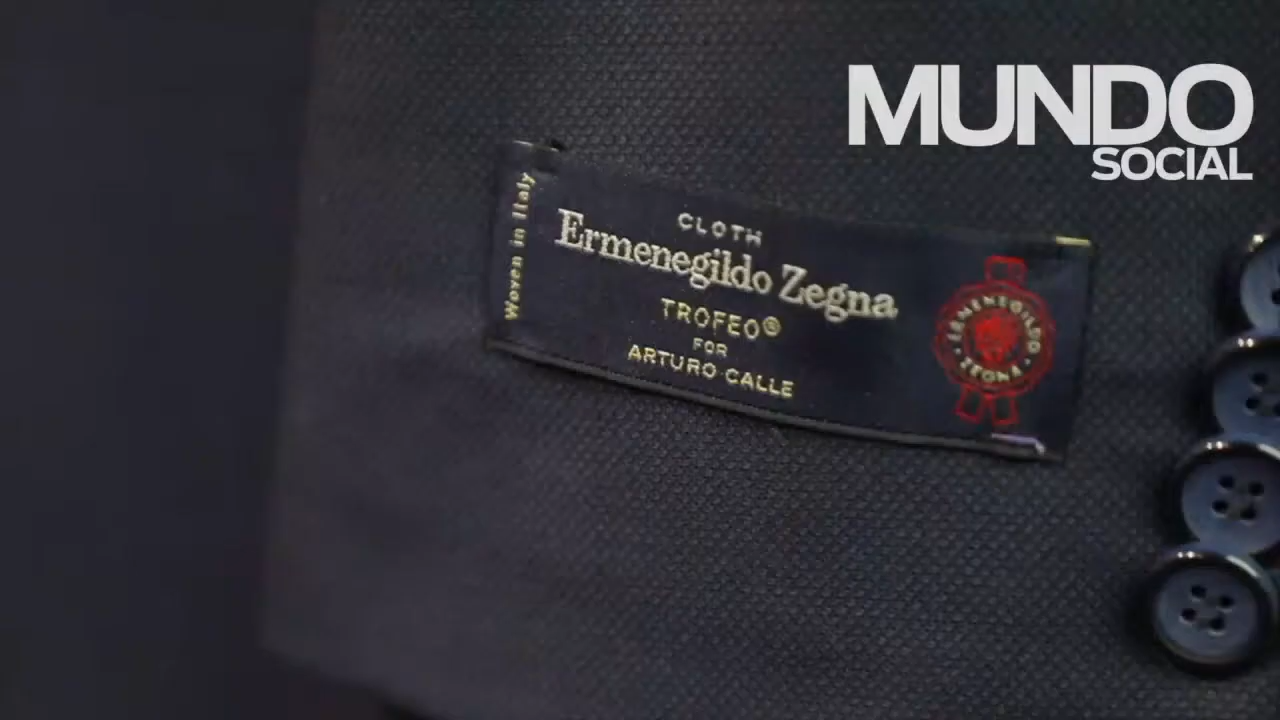 MUNDO
SOCIAL
Woven in Italy
CLOTH
Ermenegildo Zegna
TROFEO®
FOR
ARTURO CALLE
ERMENEGILDO
ZEGNA